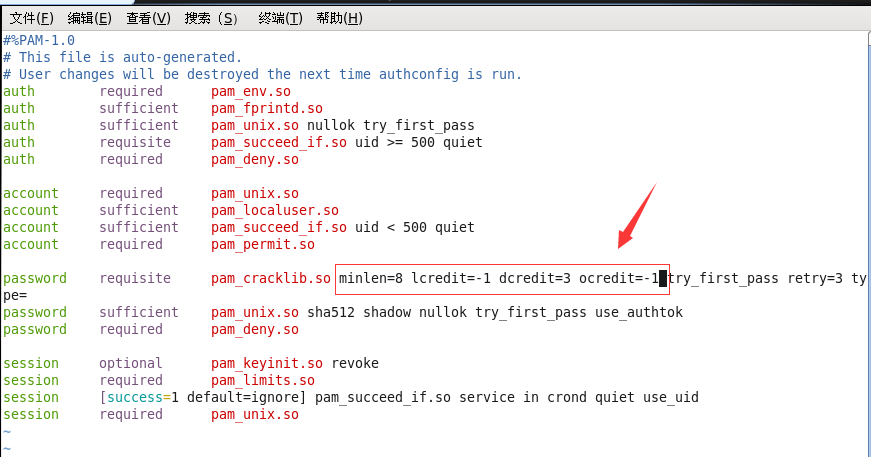 文件(F) 编辑(E) 查看(V) 搜索 (S) 终端(T) 帮助(H)
#%PAM-1.0
# This file is auto-generated.
# User changes will be destroyed the next time authconfig is run.
auth        required      pam_env.so
auth        sufficient    pam_fprintd.so
auth        sufficient    pam_unix.so nullok try_first_pass
auth        requisite     pam_succeed_if.so uid >= 500 quiet
auth        required      pam_deny.so
account     required      pam_unix.so
account     sufficient    pam_localuser.so
account     sufficient    pam_succeed_if.so uid < 500 quiet
account     required      pam_permit.so
password    requisite     pam_cracklib.so minlen=8 lcredit=-1 dcredit=3 ocredit=-1 try_first_pass retry=3 ty
pe=
password    sufficient    pam_unix.so sha512 shadow nullok try_first_pass use_authtok
password    required      pam_deny.so
session     optional      pam_keyinit.so revoke
session     required      pam_limits.so
session     [success=1 default=ignore] pam_succeed_if.so service in crond quiet use_uid
session     required      pam_unix.so
~
~